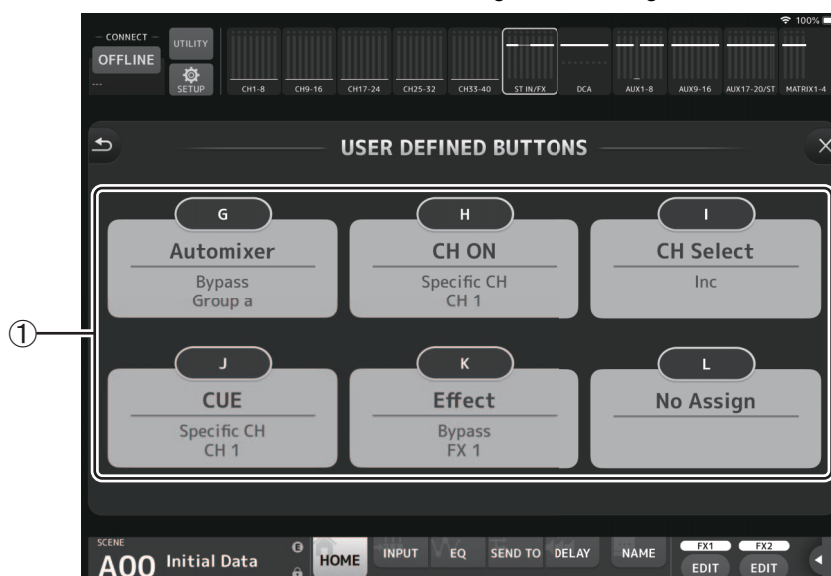 100%
CONNECT
OFFLINE
---
UTILITY
SETUP
CH1-8
CH9-16
CH17-24
CH25-32
CH33-40
ST IN/FX
DCA
AUX1-8
AUX9-16
AUX17-20/ST
MATRIX1-4
USER DEFINED BUTTONS
G
Automixer
Bypass
Group a
H
CH ON
Specific CH
CH 1
I
CH Select
Inc
①
J
CUE
Specific CH
CH 1
K
Effect
Bypass
FX 1
L
No Assign
SCENE
A00 Initial Data
E
HOME
INPUT
EQ
SEND TO
DELAY
NAME
FX1
EDIT
FX2
EDIT